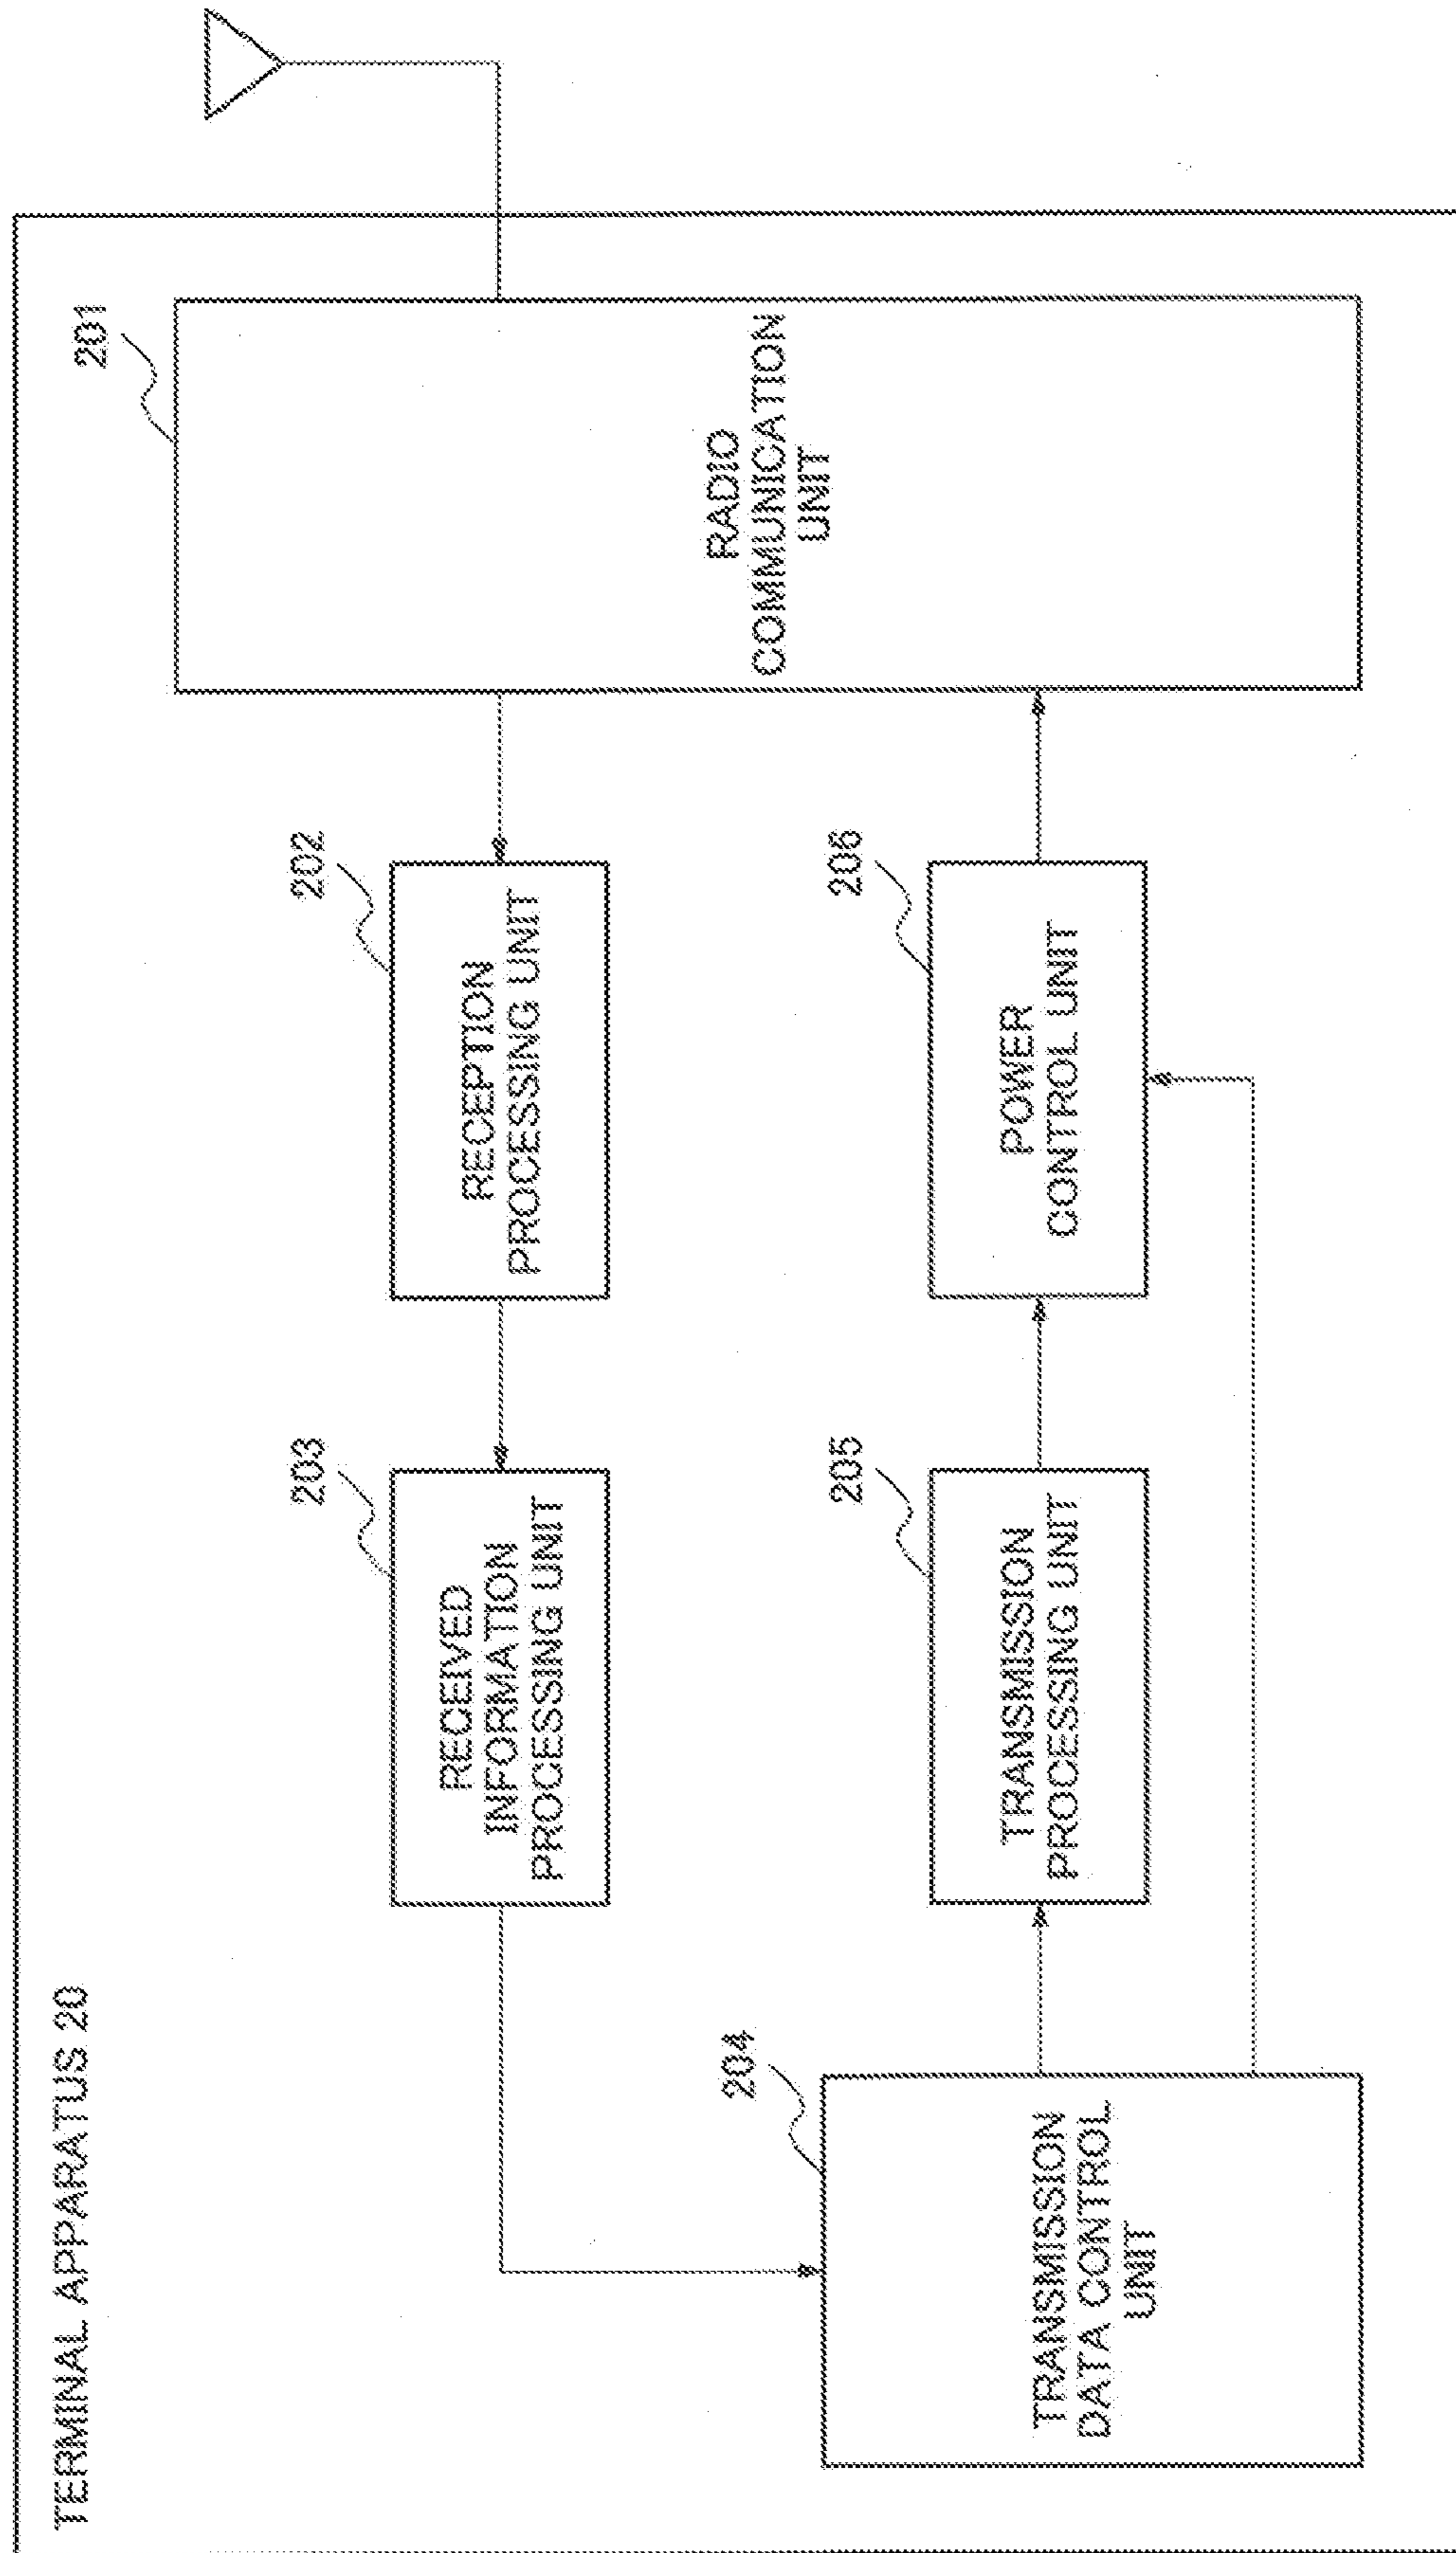 TERMINAL APPARATUS 20
204
TRANSMISSION
DATA CONTROL
UNIT
203
RECEIVED
INFORMATION
PROCESSING UNIT
202
RECEPTION
PROCESSING UNIT
201
RADIO
COMMUNICATION
UNIT
205
TRANSMISSION
PROCESSING UNIT
206
POWER
CONTROL UNIT